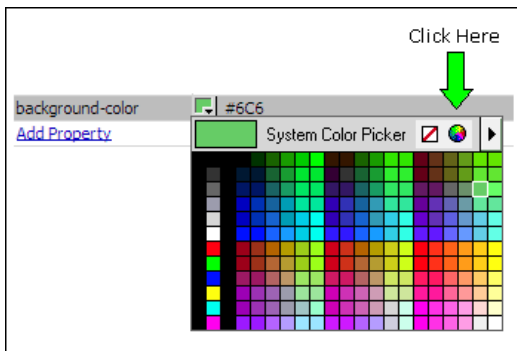 Click Here
background-color #6C6
Add Property
System Color Picker